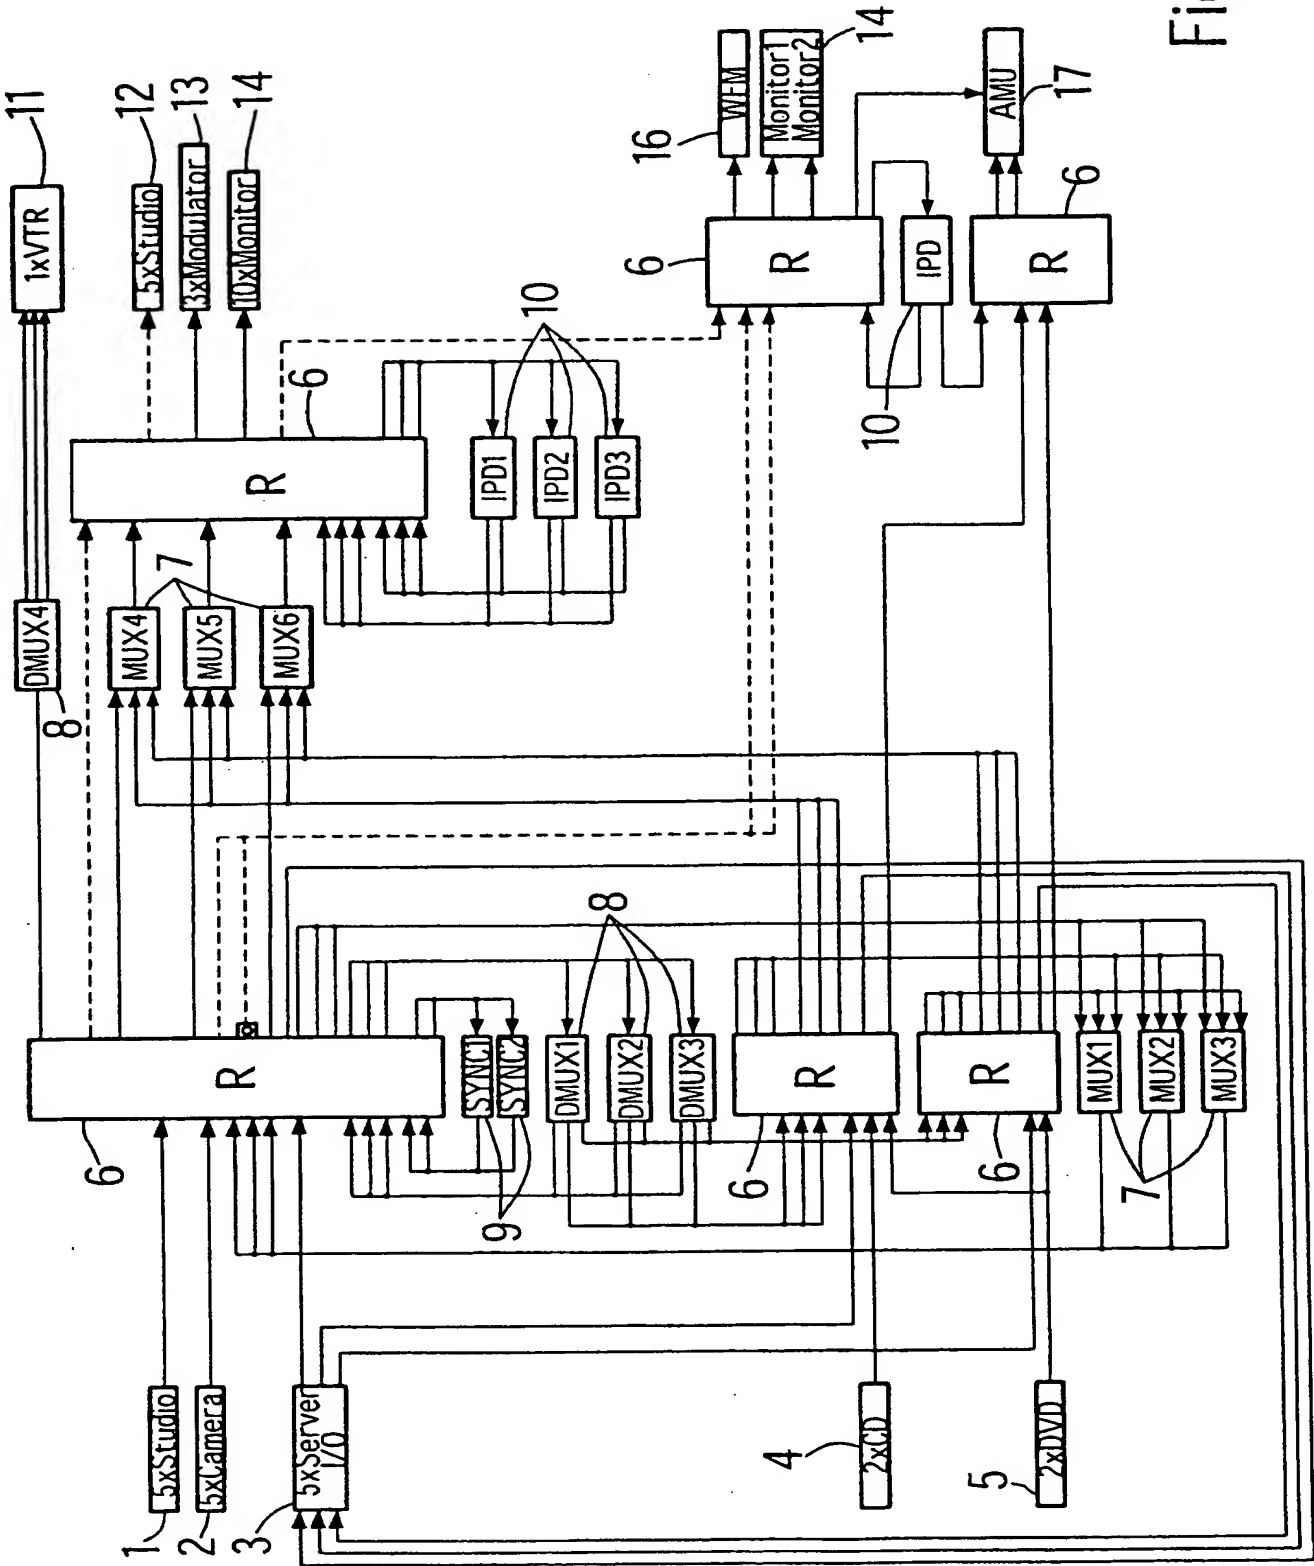 1
5xStudio
2
5xCamera
3
5xServer
I/O
4
2xCD
5
2xDVD
6
R
SYNC1
SYNC2
9
DMUX1
DMUX2
DMUX3
8
6
R
6
R
MUX1
MUX2
MUX3
7
8
DMUX4
MUX4
MUX5
MUX6
7
R
6
IPD1
IPD2
IPD3
10
1xVTR
11
5xStudio
12
3xModulator
13
10xMonitor
14
6
R
10
IPD
R
6
16
WFM
Monitor1
Monitor2
14
AMU
17